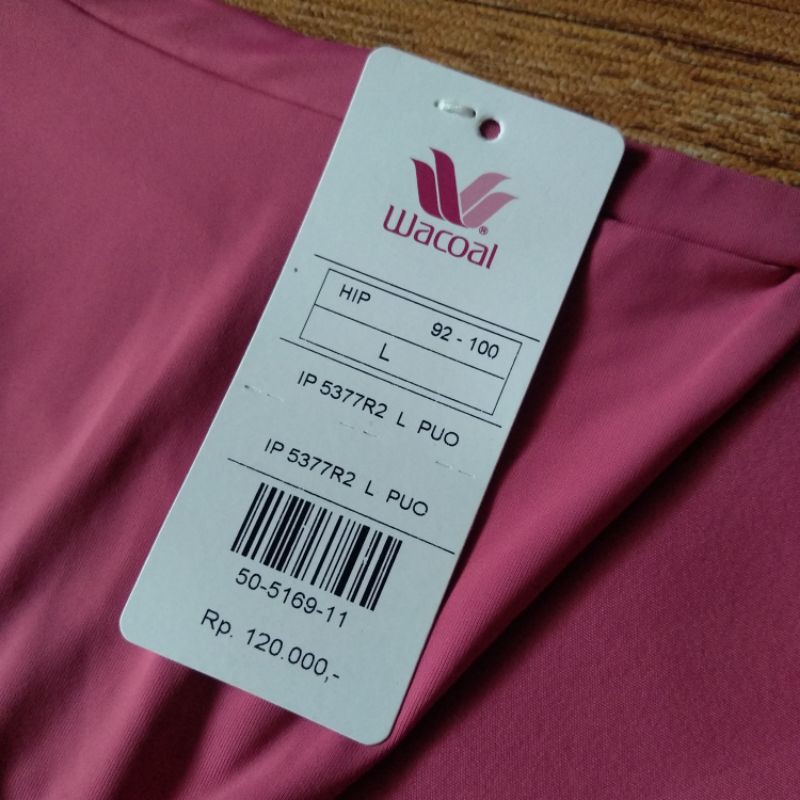 Wacoal®
HIP 92 - 100
L
IP 5377R2 L PUO
IP 5377R2 L PUO
50-5169-11
Rp. 120.000,-